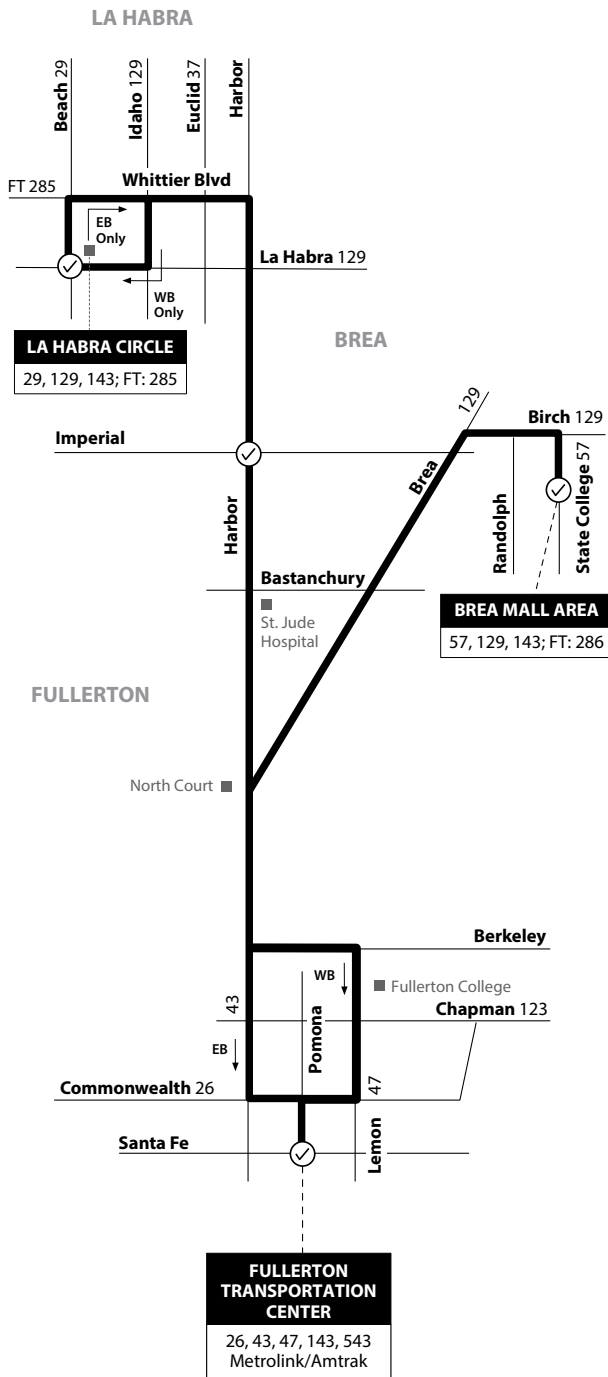 LA HABRA
Beach 29
Idaho 129
Euclid 37
Harbor
FT 285
Whittier Blvd
EB
Only
La Habra 129
WB
Only
LA HABRA CIRCLE
29, 129, 143; FT: 285
BREA
129
Birch 129
Imperial
Brea
Harbor
Randolph
State College 57
Bastanchury
St. Jude
Hospital
BREA MALL AREA
57, 129, 143; FT: 286
FULLERTON
North Court
Berkeley
WB
Fullerton College
43
Chapman 123
Pomona
EB
47
Commonwealth 26
Santa Fe
Lemon
FULLERTON
TRANSPORTATION
CENTER
26, 43, 47, 143, 543
Metrolink/Amtrak